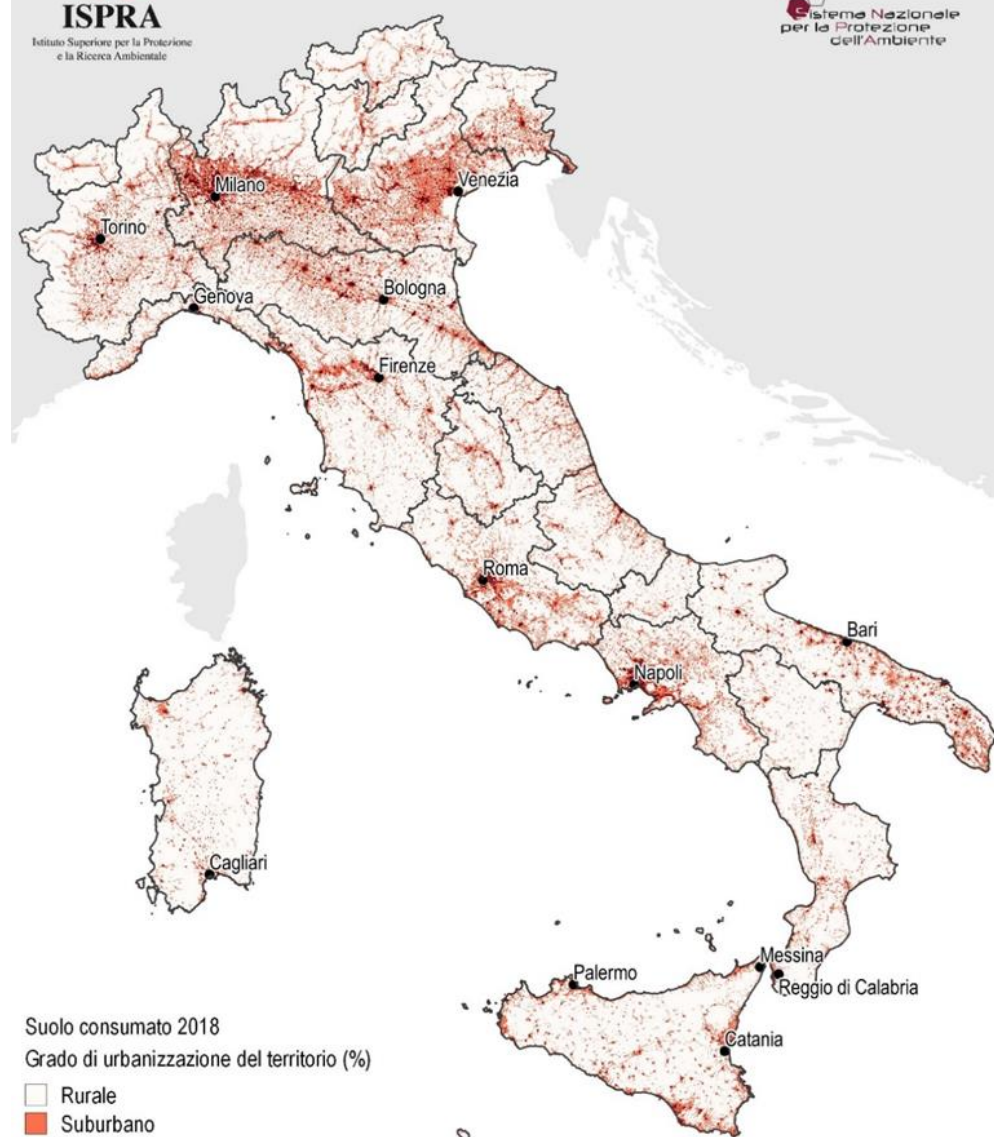 ISPRA
Istituto Superiore per la Protezione
e la Ricerca Ambientale
Sistema Nazionale
per la Protezione
dell'Ambiente
Milano
Venezia
Torino
Genova
Bologna
Firenze
Roma
Bari
Napoli
Cagliari
Messina
Palermo
Reggio di Calabria
Catania
Suolo consumato 2018
Grado di urbanizzazione del territorio (%)
Rurale
Suburbano